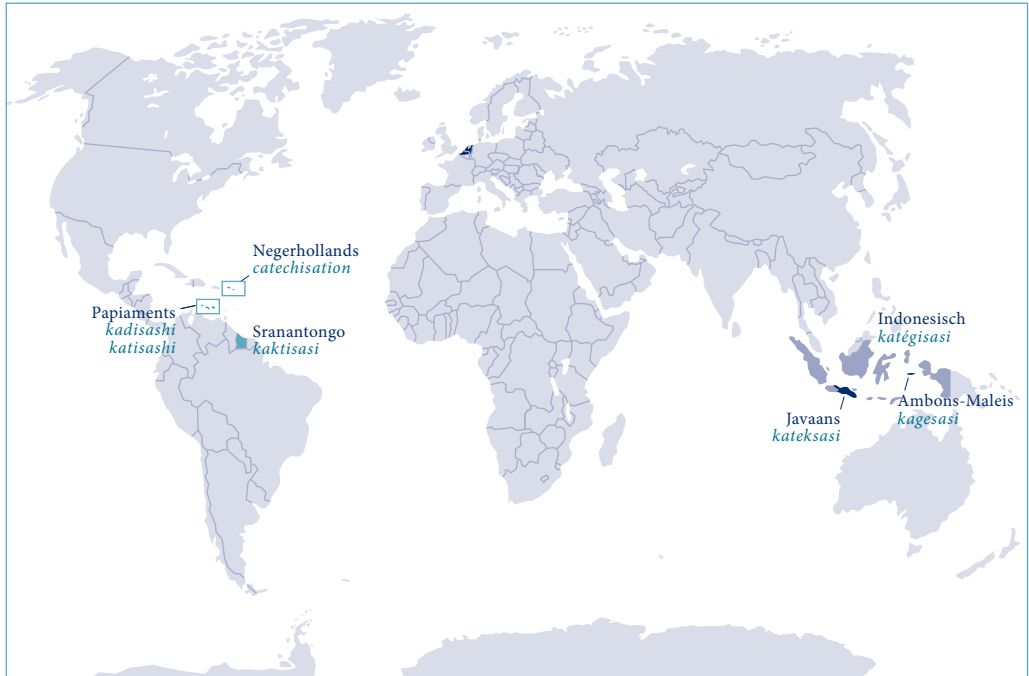 Negerhollands
catechisation
Papiaments
kadisashi
katisashi
Sranantongo
kaktisasi
Indonesisch
katégisasi
Ambons-Maleis
kagesasi
Javaans
kateksasi